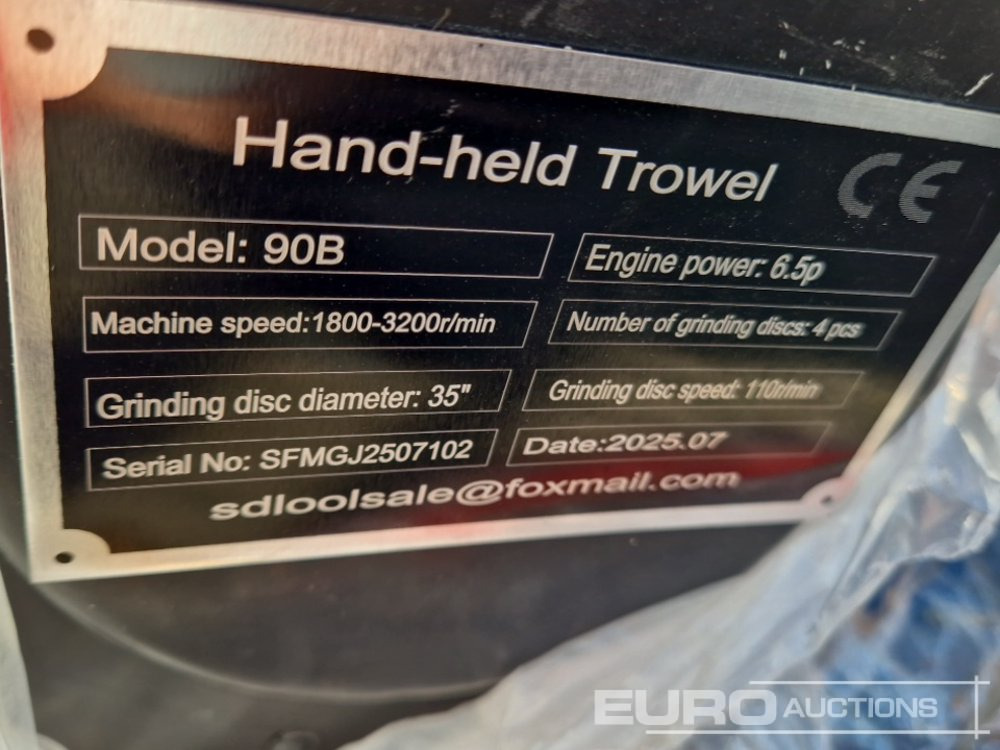 Hand-held Trowel CE
Model: 90B
Engine power: 6.5p
Machine speed:1800-3200r/min
Number of grinding discs: 4 pcs
Grinding disc diameter: 35"
Grinding disc speed: 110r/min
Serial No: SFMGJ2507102
Date:2025.07
sdloolsale@foxmail.com
EURO AUCTIONS